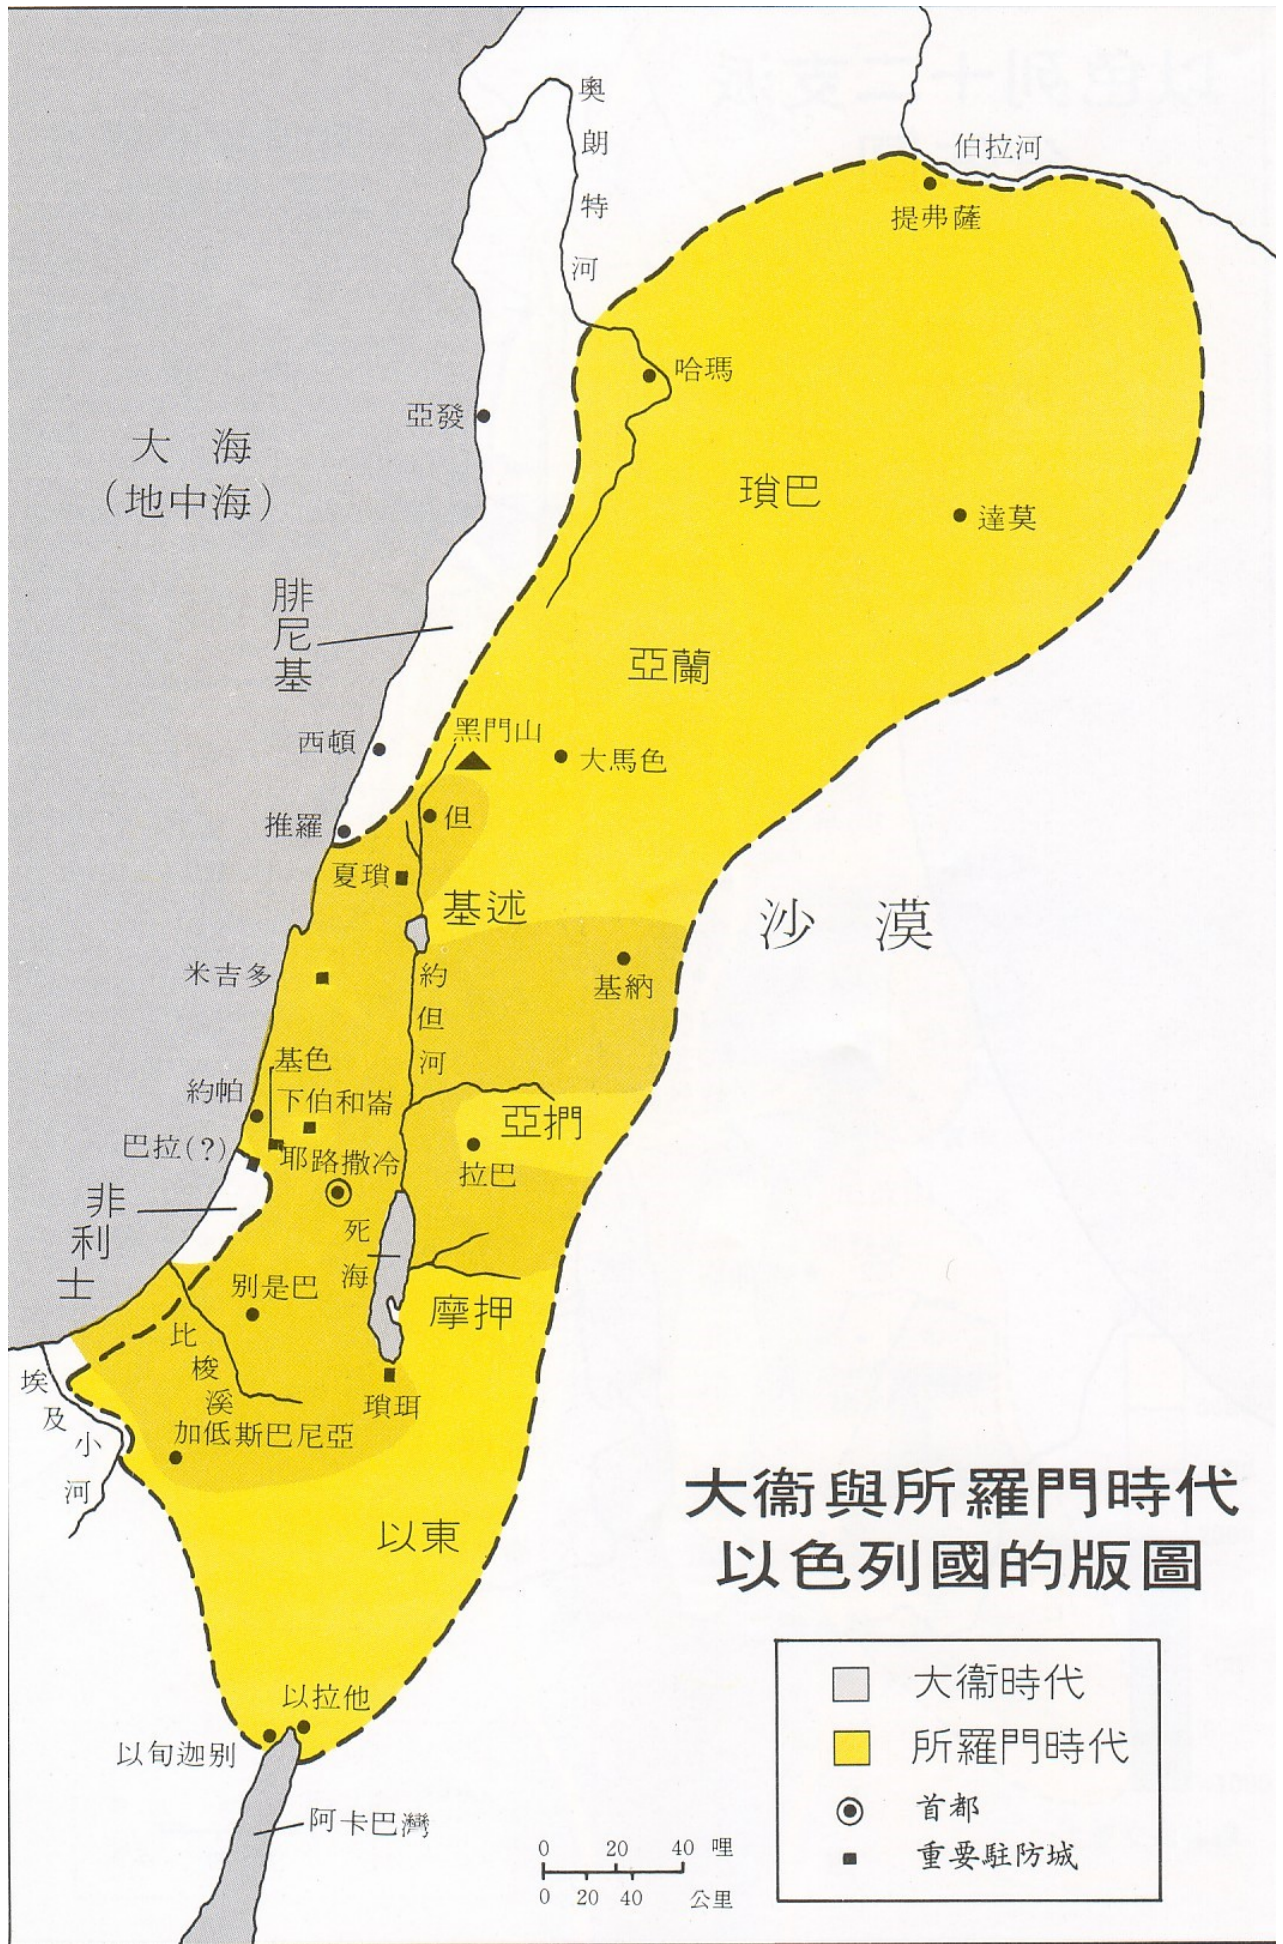 奧朗特河
伯拉河
提弗薩
哈瑪
亞發
大海
(地中海)
瑣巴
達莫
腓尼基
亞蘭
黑門山
西頓
大馬色
推羅
但
夏瑣
基述
沙漠
米吉多
約但河
基納
基色
約帕
下伯和崙
亞捫
巴拉(?)
耶路撒冷
拉巴
非利士
死海
别是巴
摩押
比梭溪
埃及小河
瑣珥
加低斯巴尼亞
以東
大衞與所羅門時代
以色列國的版圖
大衞時代
所羅門時代
首都
重要駐防城
以拉他
以旬迦别
阿卡巴灣
0 20 40 哩
0 20 40 公里